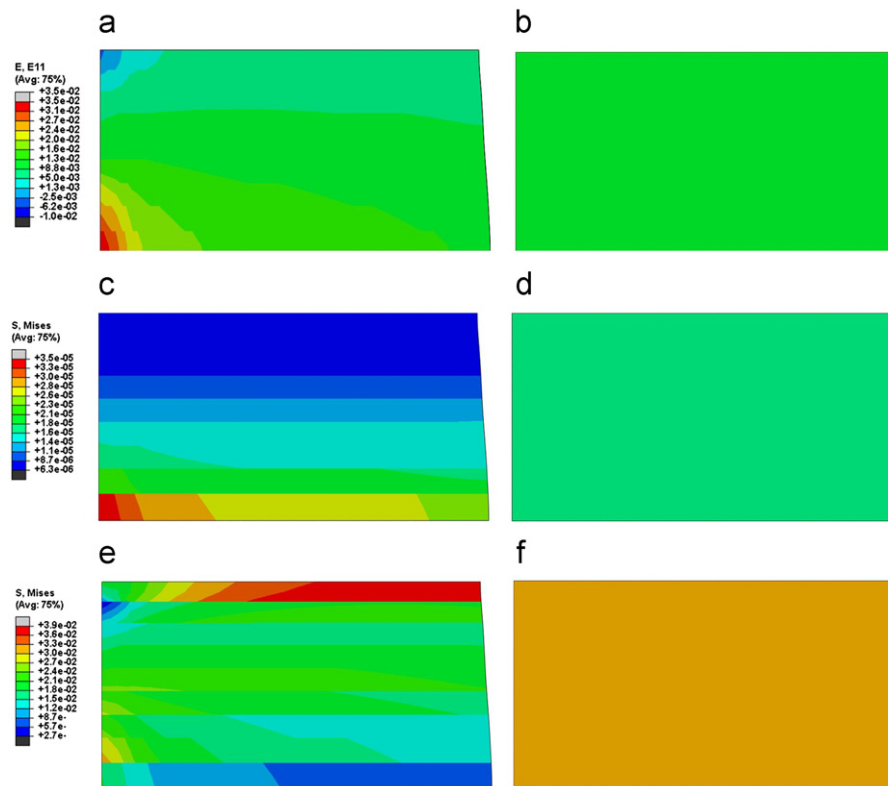 a
b
E, E11
(Avg: 75%)
+3.5e-02
+3.5e-02
+3.1e-02
+2.7e-02
+2.4e-02
+2.0e-02
+1.6e-02
+1.3e-02
+8.8e-03
+5.0e-03
+1.3e-03
-2.5e-03
-6.2e-03
-1.0e-02
c
d
S, Mises
(Avg: 75%)
+3.5e-05
+3.3e-05
+3.0e-05
+2.8e-05
+2.6e-05
+2.3e-05
+2.1e-05
+1.8e-05
+1.6e-05
+1.4e-05
+1.1e-05
+8.7e-06
+6.3e-06
e
f
S, Mises
(Avg: 75%)
+3.9e-02
+3.6e-02
+3.3e-02
+3.0e-02
+2.7e-02
+2.4e-02
+2.1e-02
+1.8e-02
+1.5e-02
+1.2e-02
+8.7e-
+5.7e-
+2.7e-